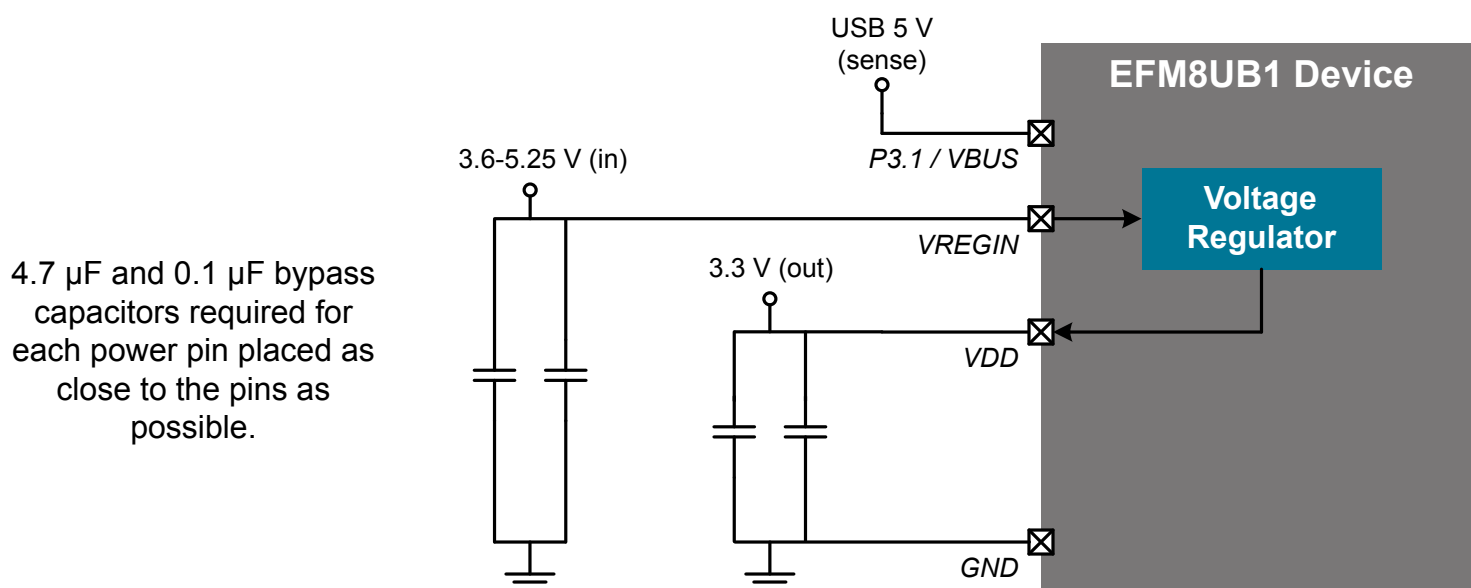 USB 5 V
(sense)
EFM8UB1 Device
P3.1 / VBUS
3.6-5.25 V (in)
Voltage
Regulator
VREGIN
4.7 µF and 0.1 µF bypass
capacitors required for
each power pin placed as
close to the pins as
possible.
3.3 V (out)
VDD
GND